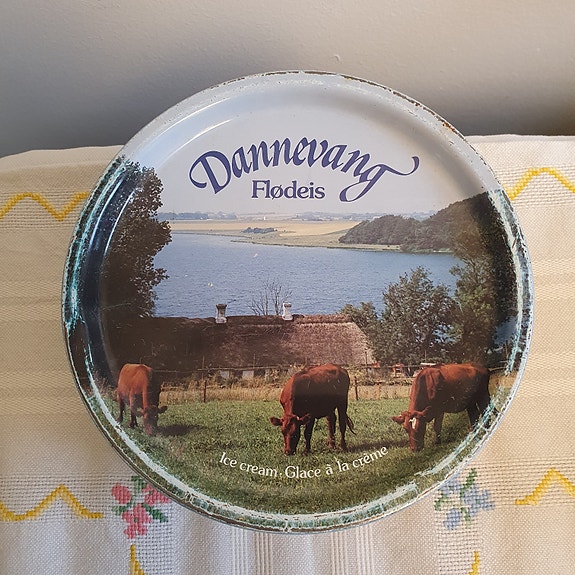 Dannevang
Flødeis
Ice cream · Glace à la crème